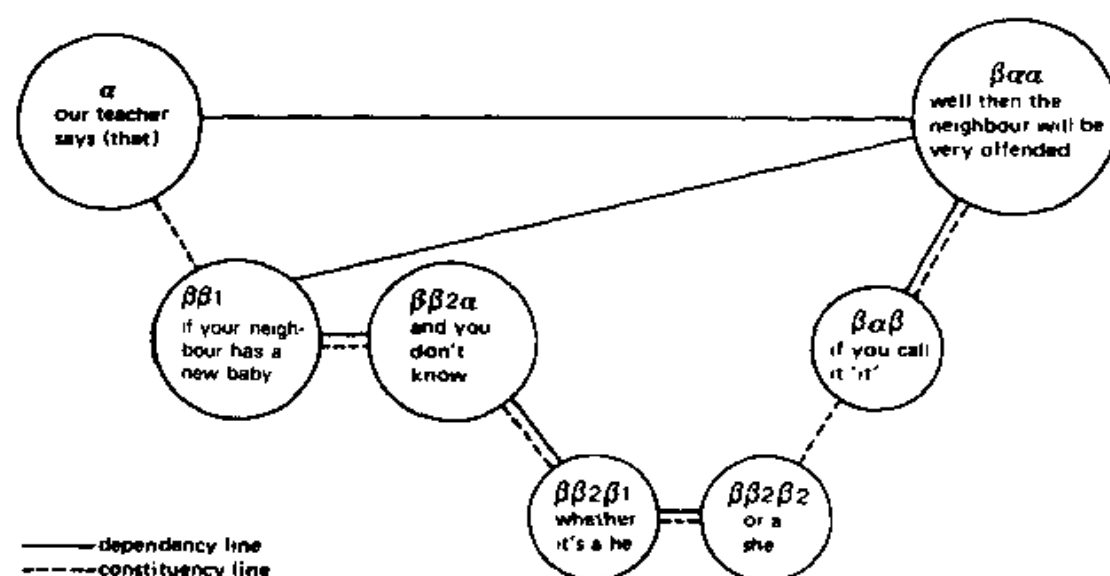 α
our teacher
says (that)
βαα
well then the
neighbour will be
very offended
ββ1
if your neigh-
bour has a
new baby
ββ2α
and you
don't
know
βαβ
if you call
it 'it'
ββ2β1
whether
it's a he
ββ2β2
or a
she
dependency line
constituency line